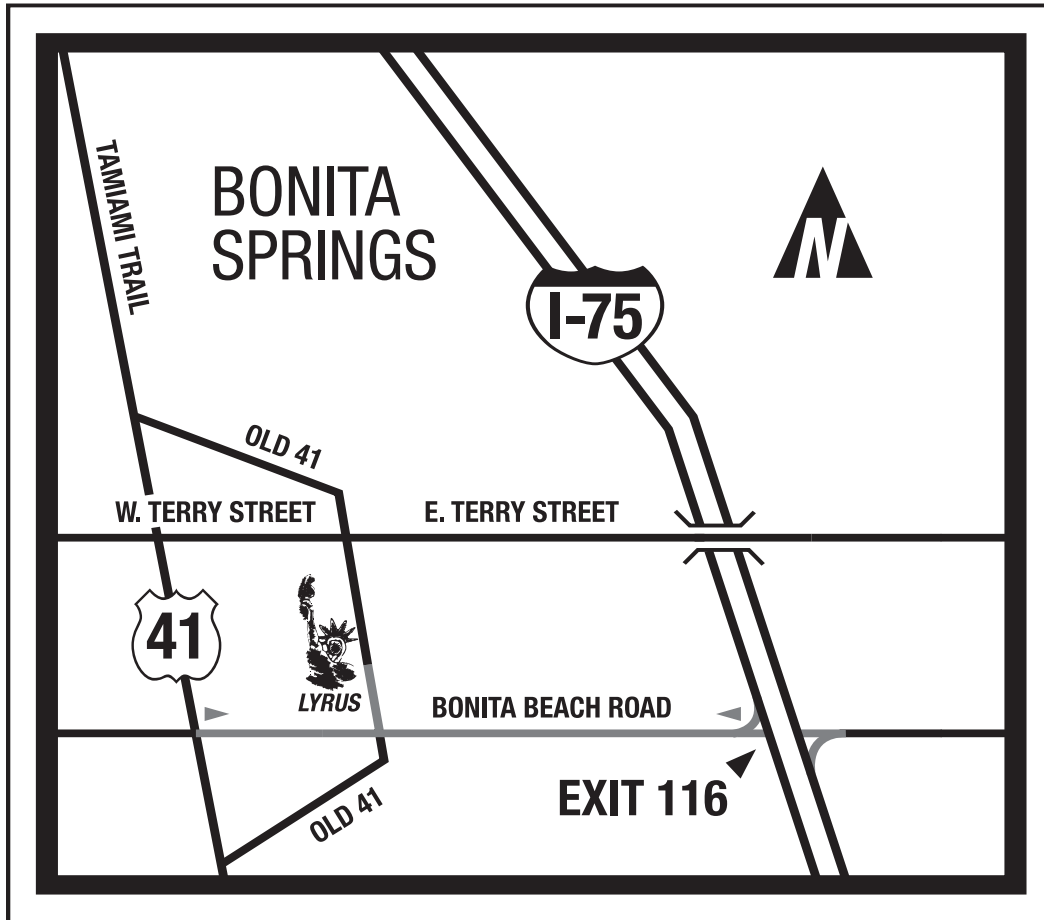 TAMIAMI TRAIL
BONITA
SPRINGS
N
I-75
OLD 41
W. TERRY STREET
E. TERRY STREET
41
LYRUS
BONITA BEACH ROAD
EXIT 116
OLD 41